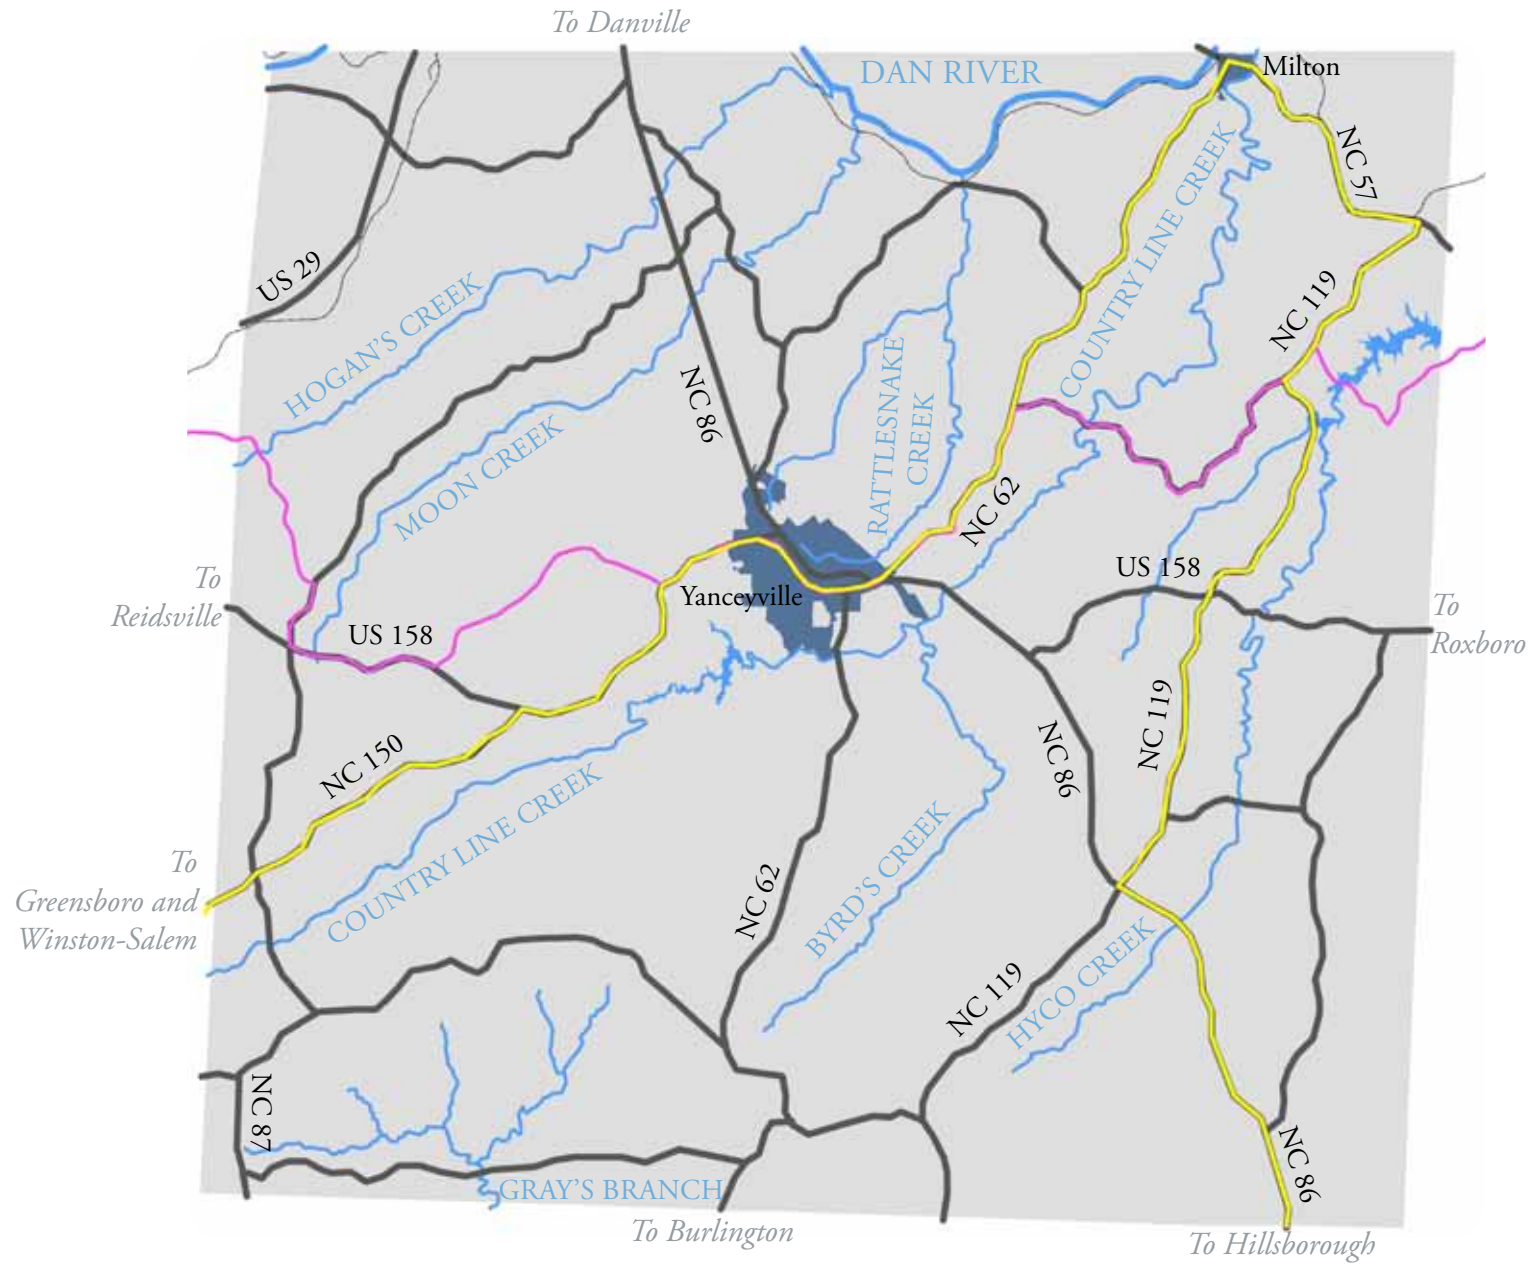 To Danville
DAN RIVER
Milton
NC 57
COUNTRY LINE CREEK
US 29
HOGAN'S CREEK
NC 119
NC 86
RATTLESNAKE
CREEK
MOON CREEK
NC 62
US 158
To
Reidsville
Yanceyville
To
Roxboro
US 158
NC 119
NC 86
NC 150
COUNTRY LINE CREEK
To
Greensboro and
Winston-Salem
NC 62
BYRD'S CREEK
NC 119
HYCO CREEK
NC 87
NC 86
GRAY'S BRANCH
To Burlington
To Hillsborough